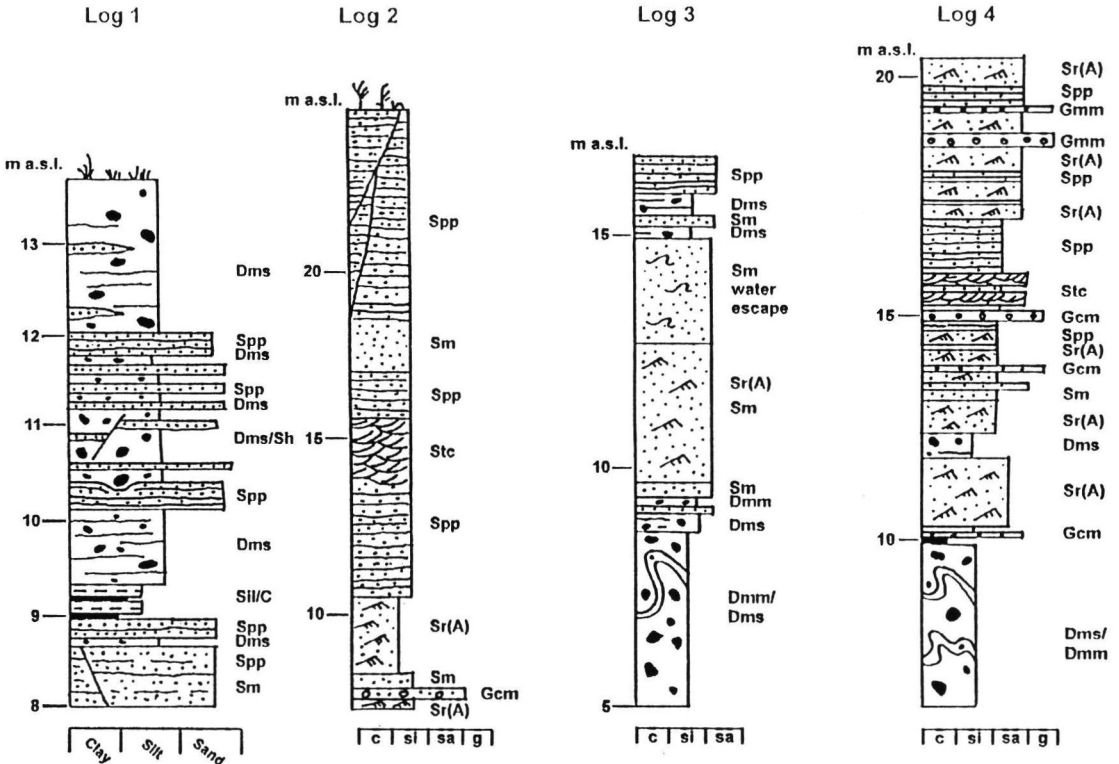 Log 1
m a.s.l.
13
Dms
12
Spp
Dms
Spp
11
Dms
Dms/Sh
Spp
10
Dms
Sil/C
9
Spp
Dms
Spp
Sm
8
Clay
Silt
Sand
Log 2
m a.s.l.
Spp
20
Sm
Spp
15
Stc
Spp
10
Sr(A)
Sm
Gcm
Sr(A)
c si sa g
Log 3
m a.s.l.
Spp
Dms
Sm
15
Dms
Sm
water
escape
Sr(A)
Sm
10
Sm
Dmm
Dms
Dmm/
Dms
5
c si sa
Log 4
m a.s.l.
20
Sr(A)
Spp
Gmm
Gmm
Sr(A)
Spp
Sr(A)
Spp
Stc
15
Gcm
Spp
Sr(A)
Gcm
Sm
Sr(A)
Dms
Sr(A)
10
Gcm
Dms/
Dmm
c si sa g